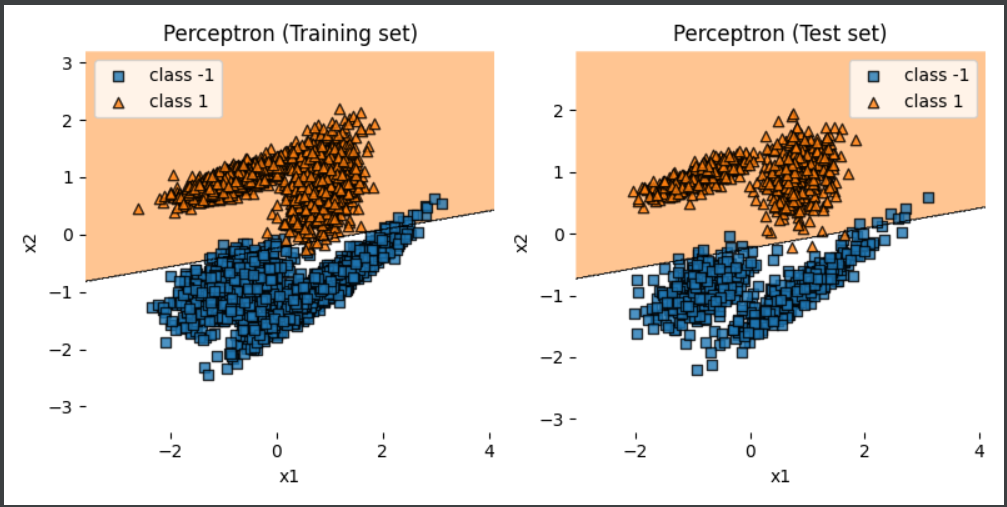 Perceptron (Training set)
class -1
class 1
3
2
1
0
−1
−2
−3
x2
−2
0
2
4
x1
Perceptron (Test set)
class -1
class 1
2
1
0
−1
−2
−3
x2
−2
0
2
4
x1